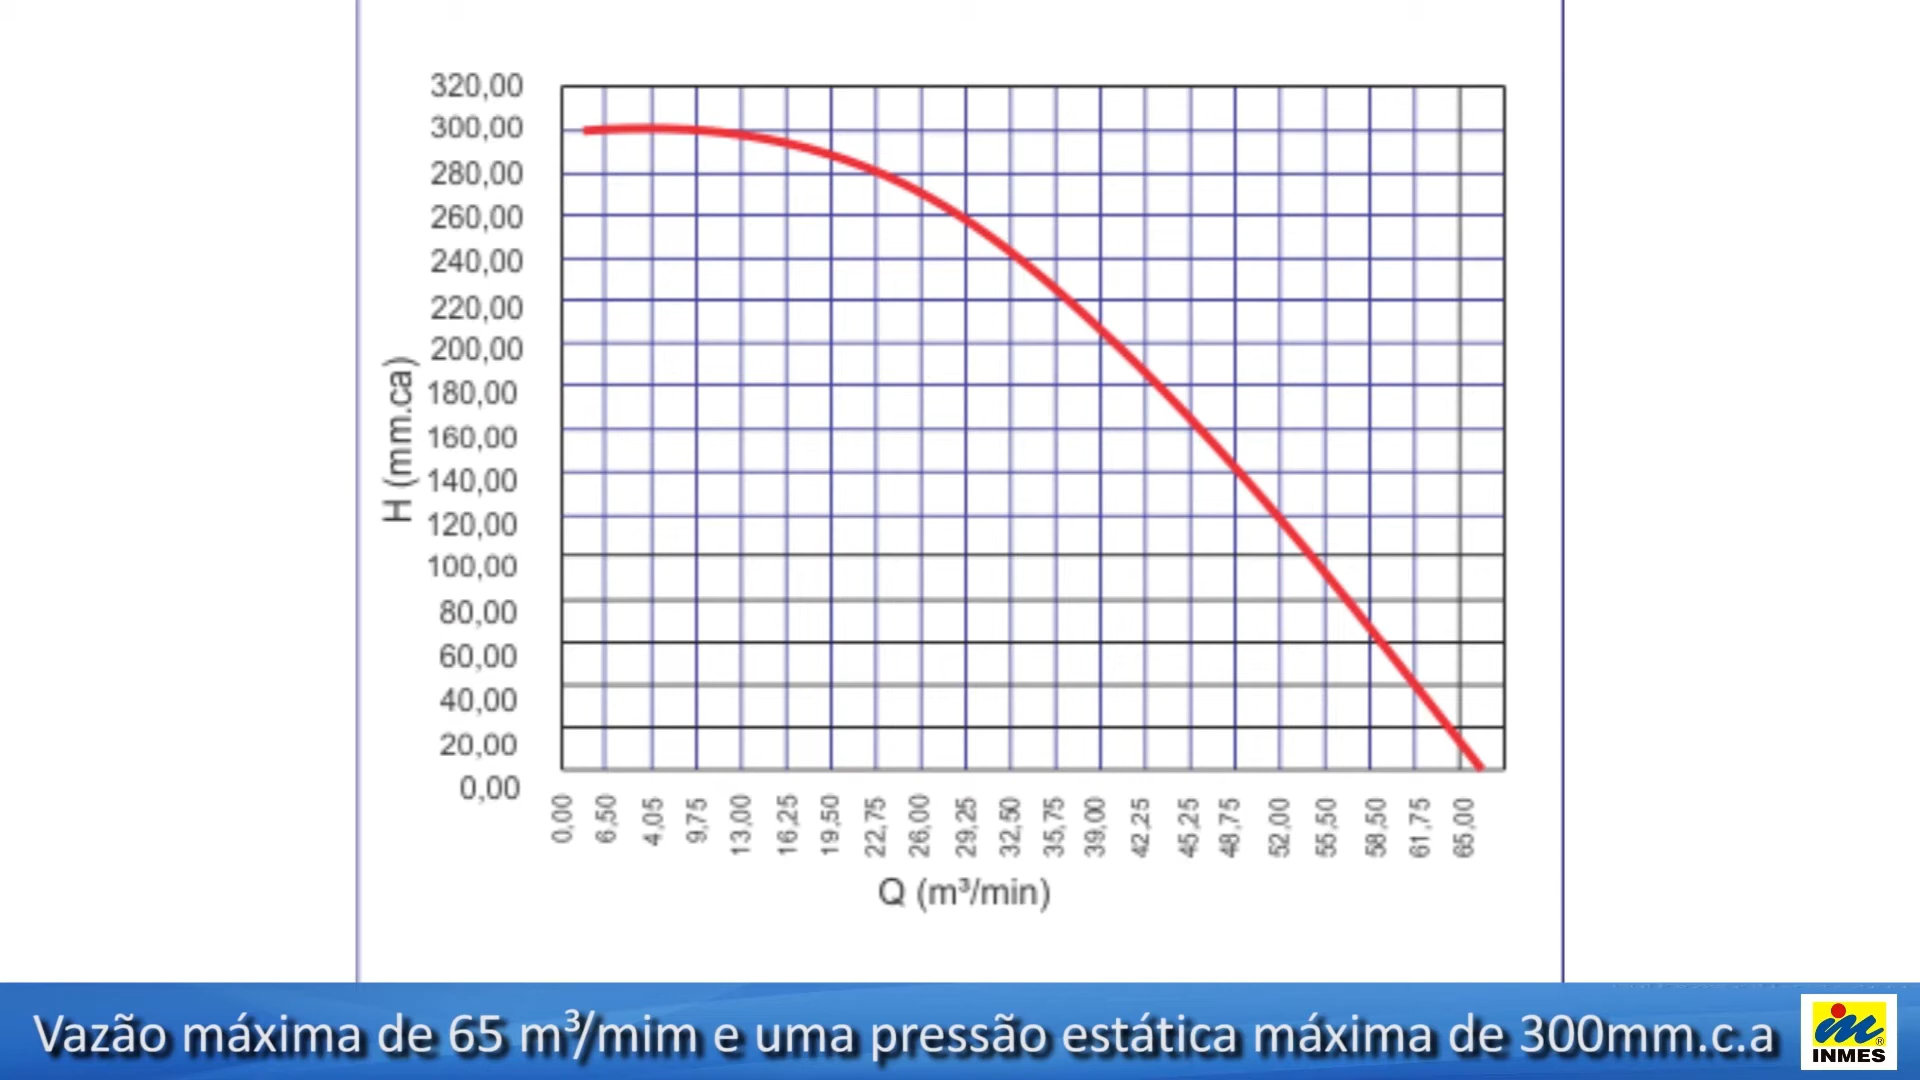 320,00
300,00
280,00
260,00
240,00
220,00
200,00
180,00
160,00
140,00
120,00
100,00
80,00
60,00
40,00
20,00
0,00
H (mm.ca)
0,00 6,50 4,05 9,75 13,00 16,25 19,50 22,75 26,00 29,25 32,50 35,75 39,00 42,25 45,25 48,75 52,00 55,50 58,50 61,75 65,00
Q (m³/min)
Vazão máxima de 65 m³/mim e uma pressão estática máxima de 300mm.c.a
im®
INMES